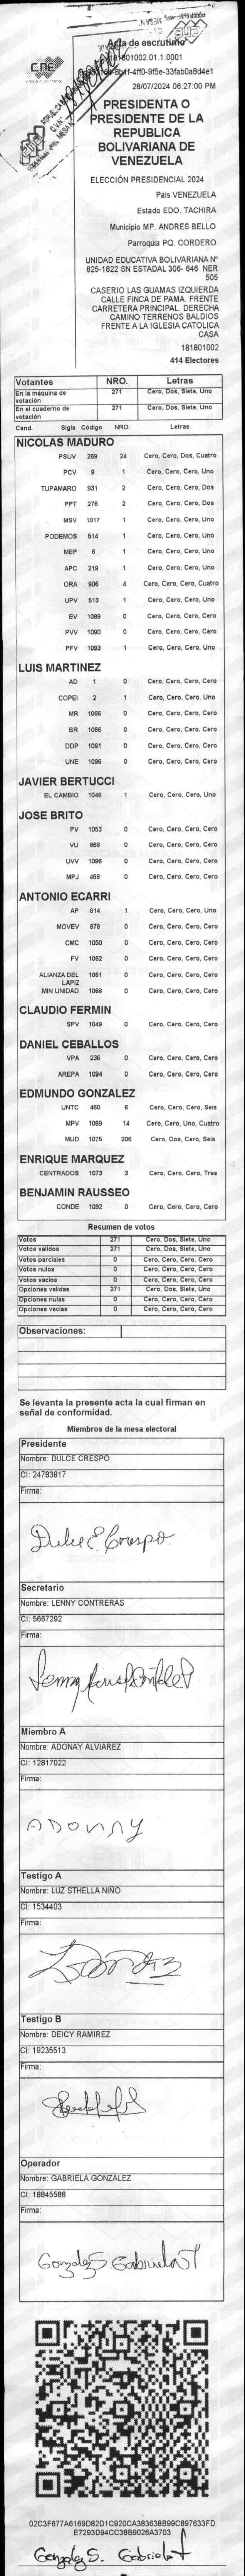 CNE
Acta de escrutinio
181801002.01.1.0001
28/07/2024 06:27:00 PM
PRESIDENTA O
PRESIDENTE DE LA
REPUBLICA
BOLIVARIANA DE
VENEZUELA
ELECCIÓN PRESIDENCIAL 2024
Pais VENEZUELA
Estado EDO. TACHIRA
Municipio MP. ANDRES BELLO
Parroquia PQ. CORDERO
UNIDAD EDUCATIVA BOLIVARIANA N°
825-1822 SN ESTADAL 306- 646 NER
505
CASERIO LAS GUAMAS IZQUIERDA
CALLE FINCA DE PAMA. FRENTE
CARRETERA PRINCIPAL. DERECHA
CAMINO TERRENOS BALDIOS
FRENTE A LA IGLESIA CATOLICA
CASA
181801002
414 Electores
Votantes NRO. Letras
En la máquina de votación 271 Cero, Dos, Siete, Uno
En el cuaderno de votación 271 Cero, Dos, Siete, Uno
Cand. Sigla Código NRO. Letras
NICOLAS MADURO
PSUV 269 24 Cero, Cero, Dos, Cuatro
PCV 9 1 Cero, Cero, Cero, Uno
TUPAMARO 931 2 Cero, Cero, Cero, Dos
PPT 276 2 Cero, Cero, Cero, Dos
MSV 1017 1 Cero, Cero, Cero, Uno
PODEMOS 514 1 Cero, Cero, Cero, Uno
MEP 6 1 Cero, Cero, Cero, Uno
APC 219 1 Cero, Cero, Cero, Uno
ORA 906 4 Cero, Cero, Cero, Cuatro
UPV 513 1 Cero, Cero, Cero, Uno
EV 1089 0 Cero, Cero, Cero, Cero
PVV 1090 0 Cero, Cero, Cero, Cero
PFV 1093 1 Cero, Cero, Cero, Uno
LUIS MARTINEZ
AD 1 0 Cero, Cero, Cero, Cero
COPEI 2 1 Cero, Cero, Cero, Uno
MR 1065 0 Cero, Cero, Cero, Cero
BR 1066 0 Cero, Cero, Cero, Cero
DDP 1091 0 Cero, Cero, Cero, Cero
UNE 1095 0 Cero, Cero, Cero, Cero
JAVIER BERTUCCI
EL CAMBIO 1048 1 Cero, Cero, Cero, Uno
JOSE BRITO
PV 1053 0 Cero, Cero, Cero, Cero
VU 868 0 Cero, Cero, Cero, Cero
UVV 1096 0 Cero, Cero, Cero, Cero
MPJ 458 0 Cero, Cero, Cero, Cero
ANTONIO ECARRI
AP 814 1 Cero, Cero, Cero, Uno
MOVEV 878 0 Cero, Cero, Cero, Cero
CMC 1050 0 Cero, Cero, Cero, Cero
FV 1062 0 Cero, Cero, Cero, Cero
ALIANZA DEL LAPIZ 1051 0 Cero, Cero, Cero, Cero
MIN UNIDAD 1088 0 Cero, Cero, Cero, Cero
CLAUDIO FERMIN
SPV 1049 0 Cero, Cero, Cero, Cero
DANIEL CEBALLOS
VPA 236 0 Cero, Cero, Cero, Cero
AREPA 1094 0 Cero, Cero, Cero, Cero
EDMUNDO GONZALEZ
UNTC 460 6 Cero, Cero, Cero, Seis
MPV 1069 14 Cero, Cero, Uno, Cuatro
MUD 1075 206 Cero, Dos, Cero, Seis
ENRIQUE MARQUEZ
CENTRADOS 1073 3 Cero, Cero, Cero, Tres
BENJAMIN RAUSSEO
CONDE 1092 0 Cero, Cero, Cero, Cero
Resumen de votos
Votos 271 Cero, Dos, Siete, Uno
Votos validos 271 Cero, Dos, Siete, Uno
Votos parciales 0 Cero, Cero, Cero, Cero
Votos nulos 0 Cero, Cero, Cero, Cero
Votos vacios 0 Cero, Cero, Cero, Cero
Opciones validas 271 Cero, Dos, Siete, Uno
Opciones nulas 0 Cero, Cero, Cero, Cero
Opciones vacias 0 Cero, Cero, Cero, Cero
Observaciones:
Se levanta la presente acta la cual firman en
señal de conformidad.
Miembros de la mesa electoral
Presidente
Nombre: DULCE CRESPO
CI: 24783817
Firma:
Dulce E Crespo
Secretario
Nombre: LENNY CONTRERAS
CI: 5667292
Firma:
Miembro A
Nombre: ADONAY ALVIAREZ
CI: 12817022
Firma:
ADONAY
Testigo A
Nombre: LUZ STHELLA NIÑO
CI: 1534403
Firma:
Testigo B
Nombre: DEICY RAMIREZ
CI: 19235513
Firma:
Operador
Nombre: GABRIELA GONZALEZ
CI: 18845588
Firma:
Gonzalez S Gabriela T
02C3F677A6169D82D1C920CA383638B99C897633FD
E7293D94CC38B9026A3703
Gonzalez S. Gabriela T